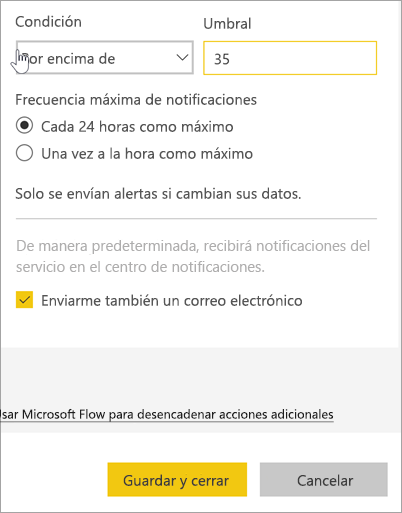 Condición Umbral
Por encima de 35
Frecuencia máxima de notificaciones
Cada 24 horas como máximo
Una vez a la hora como máximo
Solo se envían alertas si cambian sus datos.
De manera predeterminada, recibirá notificaciones del
servicio en el centro de notificaciones.
Enviarme también un correo electrónico
Usar Microsoft Flow para desencadenar acciones adicionales
Guardar y cerrar Cancelar